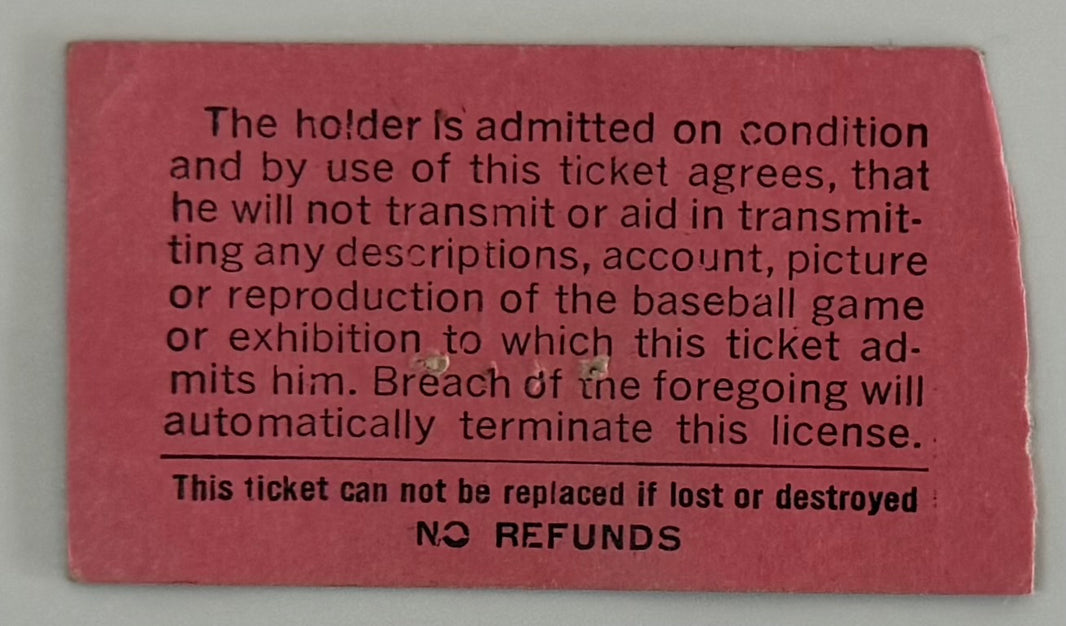 The holder is admitted on condition
and by use of this ticket agrees, that
he will not transmit or aid in transmit-
ting any descriptions, account, picture
or reproduction of the baseball game
or exhibition to which this ticket ad-
mits him. Breach of the foregoing will
automatically terminate this license.
This ticket can not be replaced if lost or destroyed
NO REFUNDS